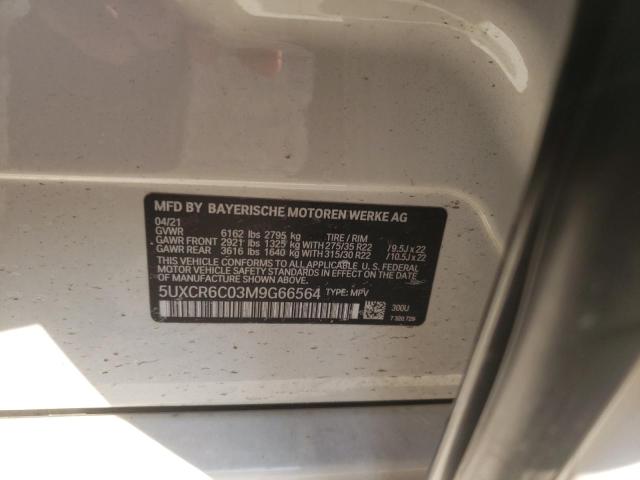 MFD BY BAYERISCHE MOTOREN WERKE AG
04/21
GVWR 6162 lbs 2795 kg TIRE / RIM
GAWR FRONT 2921 lbs 1325 kg WITH 275/35 R22 /9.5J x 22
GAWR REAR 3616 lbs 1640 kg WITH 315/30 R22 /10.5J x 22
THIS VEHICLE CONFORMS TO ALL APPLICABLE U. S. FEDERAL
MOTOR VEHICLE SAFETY STANDARDS IN EFFECT ON THE DATE
OF MANUFACTURE SHOWN ABOVE.
5UXCR6C03M9G66564 TYPE: MPV
300U
7 300 729